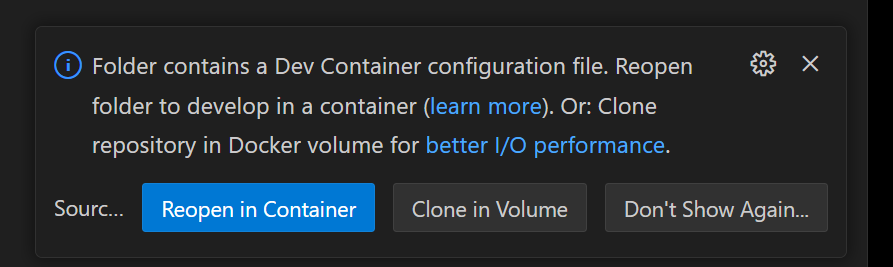 Folder contains a Dev Container configuration file. Reopen
folder to develop in a container (learn more). Or: Clone
repository in Docker volume for better I/O performance.
Sourc... Reopen in Container Clone in Volume Don't Show Again...